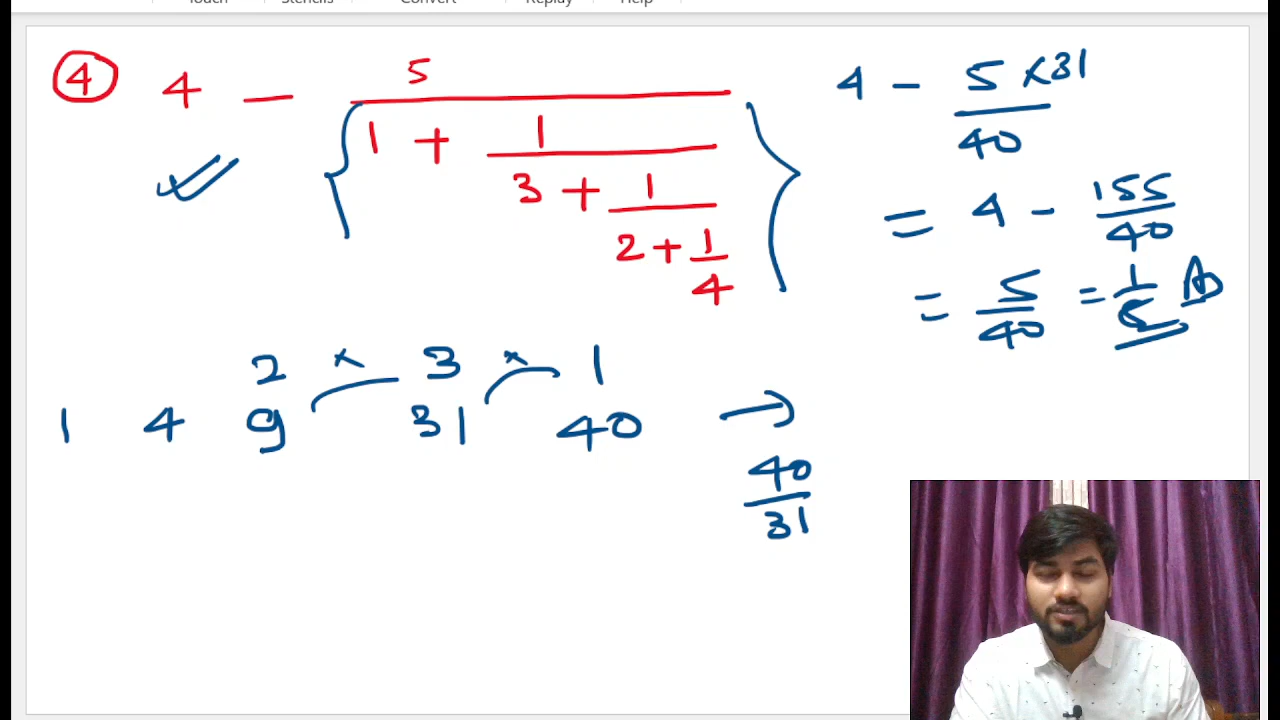 Touch Stencils Convert Replay Help
④ 4 - 5
1 + 1
3 + 1
2 + 1
4
4 - 5 × 31
40
= 4 - 155
40
= 5 = 1
40
2 × 3 × 1
1 4 9 31 40 →
40
31